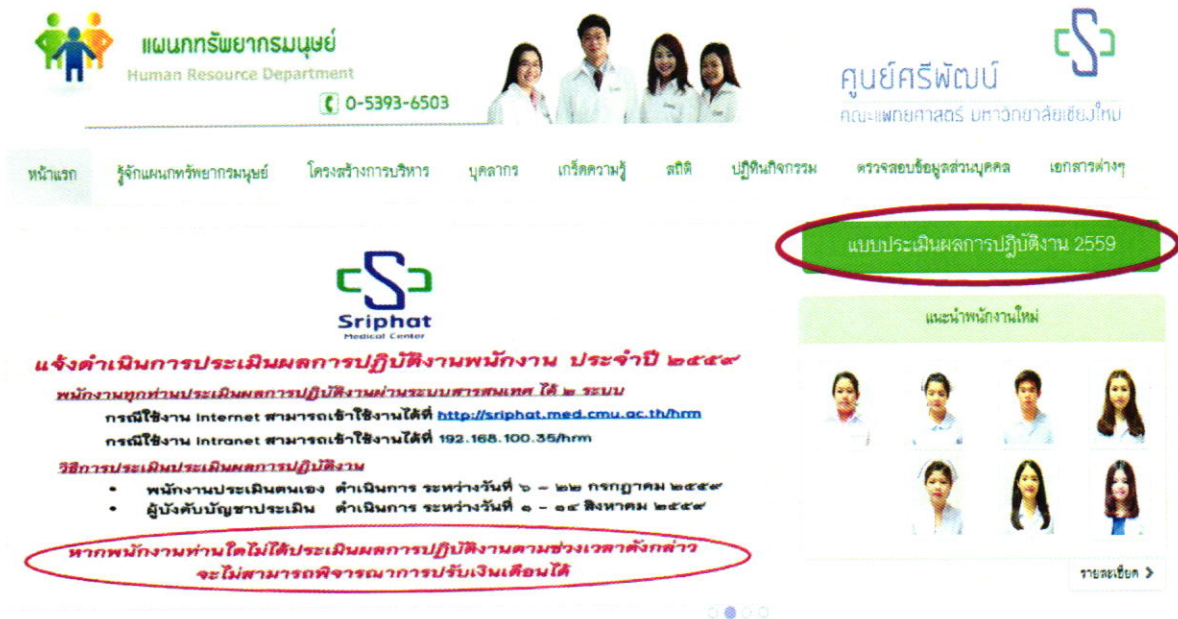 แผนกทรัพยากรมนุษย์
Human Resource Department
0-5393-6503
ศูนย์ศรีพัฒน์
คณะแพทยศาสตร์ มหาวิทยาลัยเชียงใหม่
หน้าแรก รู้จักแผนกทรัพยากรมนุษย์ โครงสร้างการบริหาร บุคลากร เกร็ดความรู้ สถิติ ปฏิทินกิจกรรม ตรวจสอบข้อมูลส่วนบุคคล เอกสารต่างๆ
แบบประเมินผลการปฏิบัติงาน 2559
แนะนำพนักงานใหม่
Sriphat
Medical Center
แจ้งดำเนินการประเมินผลการปฏิบัติงานพนักงาน ประจำปี ๒๕๕๙
พนักงานทุกท่านประเมินผลการปฏิบัติงานผ่านระบบสารสนเทศ ได้ ๒ ระบบ
กรณีใช้งาน Internet สามารถเข้าใช้งานได้ที่ http://sriphat.med.cmu.ac.th/hrm
กรณีใช้งาน Intranet สามารถเข้าใช้งานได้ที่ 192.168.100.35/hrm
วิธีการประเมินประเมินผลการปฏิบัติงาน
• พนักงานประเมินตนเอง ดำเนินการ ระหว่างวันที่ ๖ - ๒๒ กรกฎาคม ๒๕๕๙
• ผู้บังคับบัญชาประเมิน ดำเนินการ ระหว่างวันที่ ๑ - ๑๔ สิงหาคม ๒๕๕๙
หากพนักงานท่านใดไม่ได้ประเมินผลการปฏิบัติงานตามช่วงเวลาดังกล่าว
จะไม่สามารถพิจารณาการปรับเงินเดือนได้
รายละเอียด >